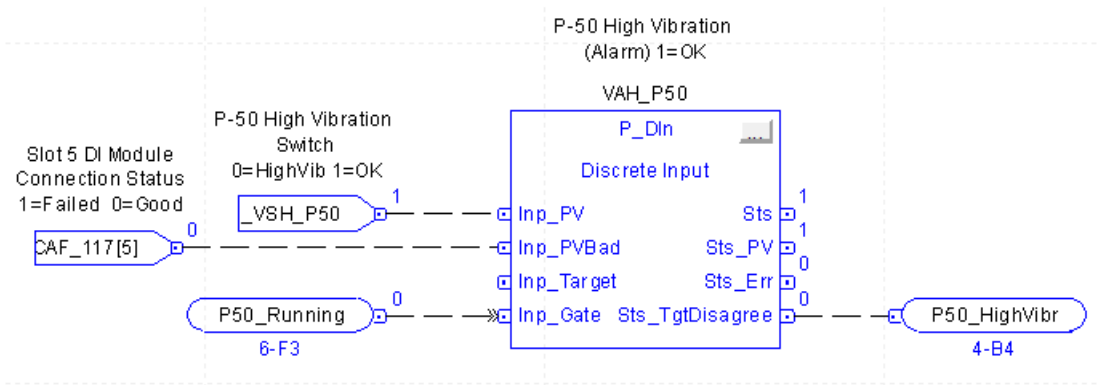 P-50 High Vibration
(Alarm) 1=OK
VAH_P50
P_DIn
...
Discrete Input
P-50 High Vibration
Switch
0=HighVib 1=OK
Slot 5 DI Module
Connection Status
1=Failed 0=Good
_VSH_P50
1
Inp_PV
Sts
1
CAF_117[5]
0
Inp_PVBad
Sts_PV
1
Inp_Target
Sts_Err
0
P50_Running
0
Inp_Gate
Sts_TgtDisagree
0
P50_HighVibr
6-F3
4-B4